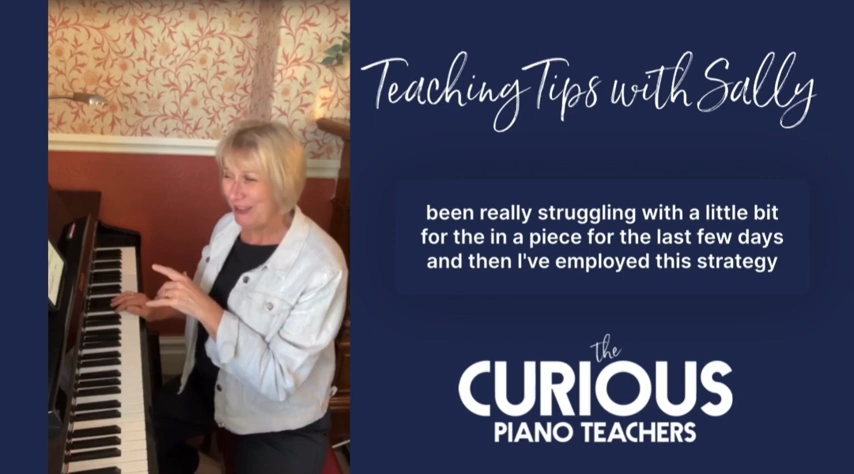 Teaching Tips with Sally
been really struggling with a little bit
for the in a piece for the last few days
and then I've employed this strategy
the
CURIOUS
PIANO TEACHERS